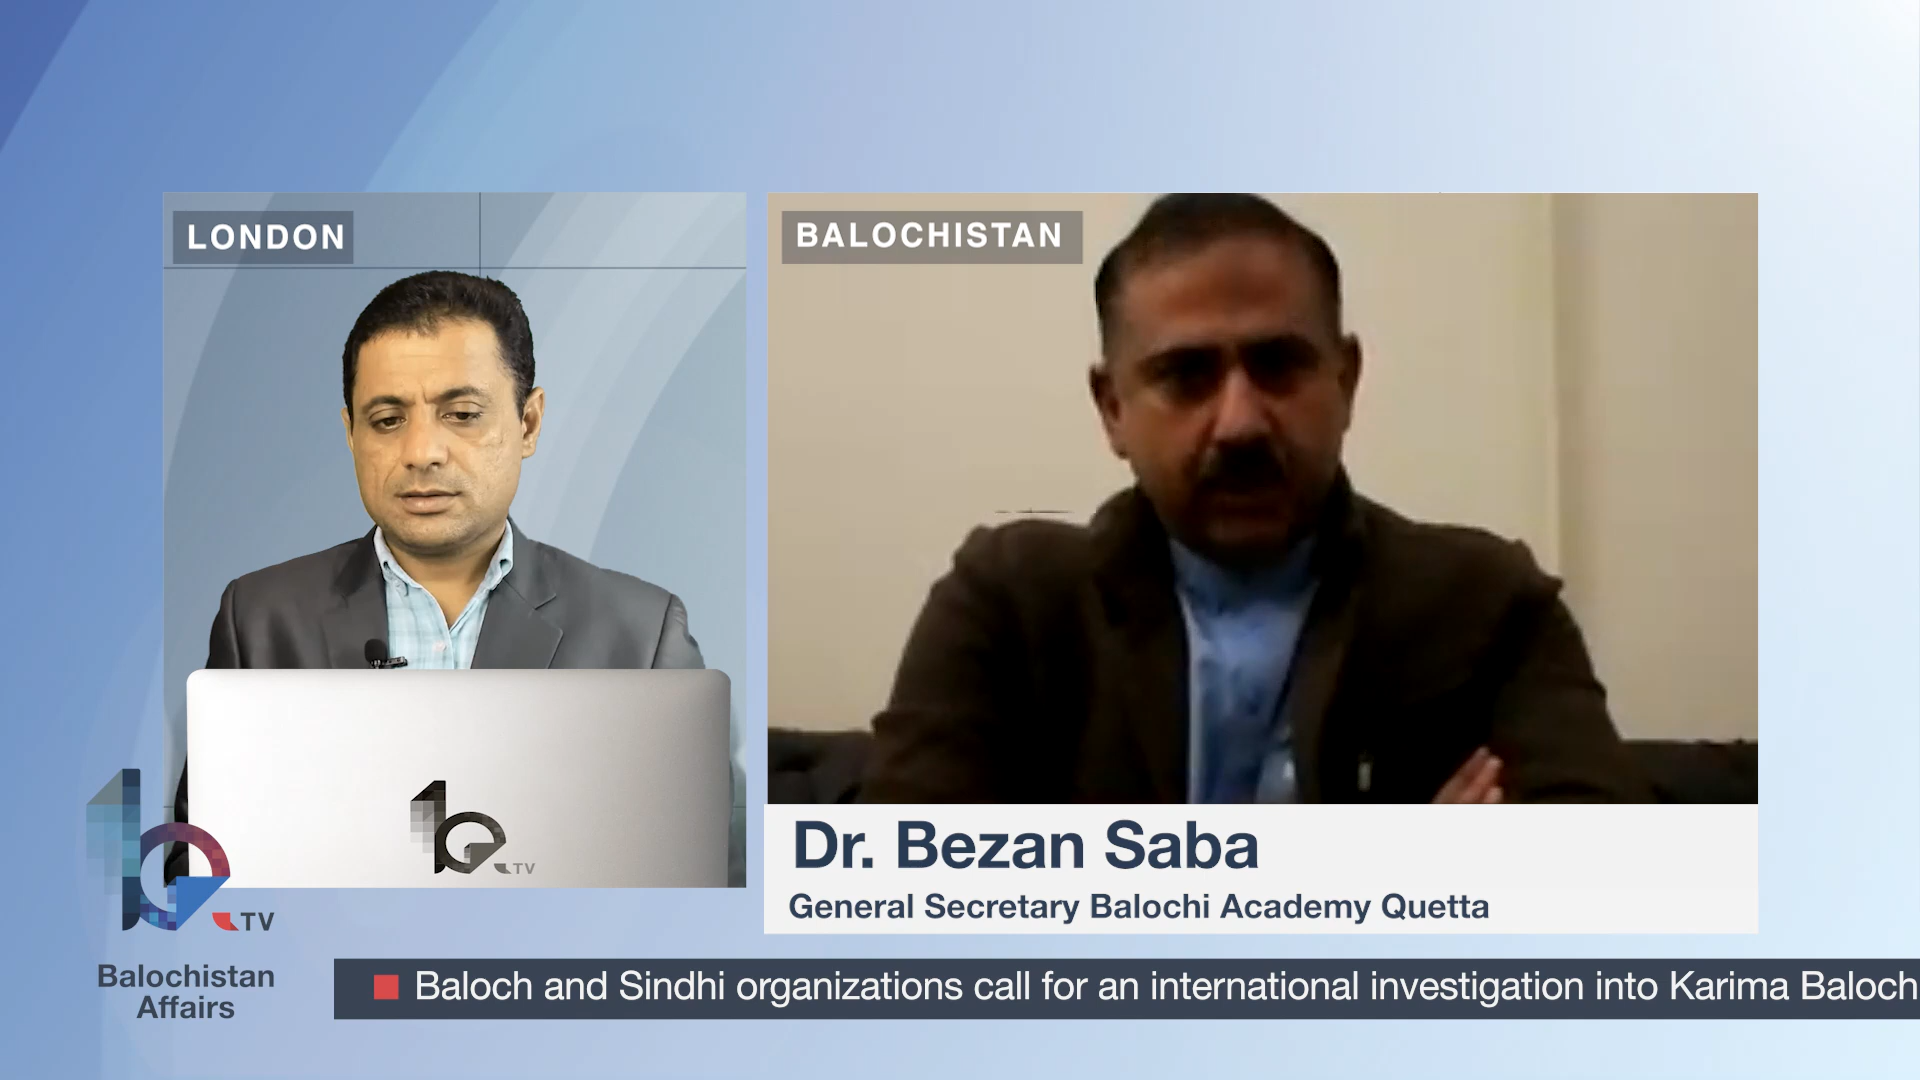 LONDON
BALOCHISTAN
TV
Dr. Bezan Saba
General Secretary Balochi Academy Quetta
TV
Balochistan
Affairs
Baloch and Sindhi organizations call for an international investigation into Karima Baloch